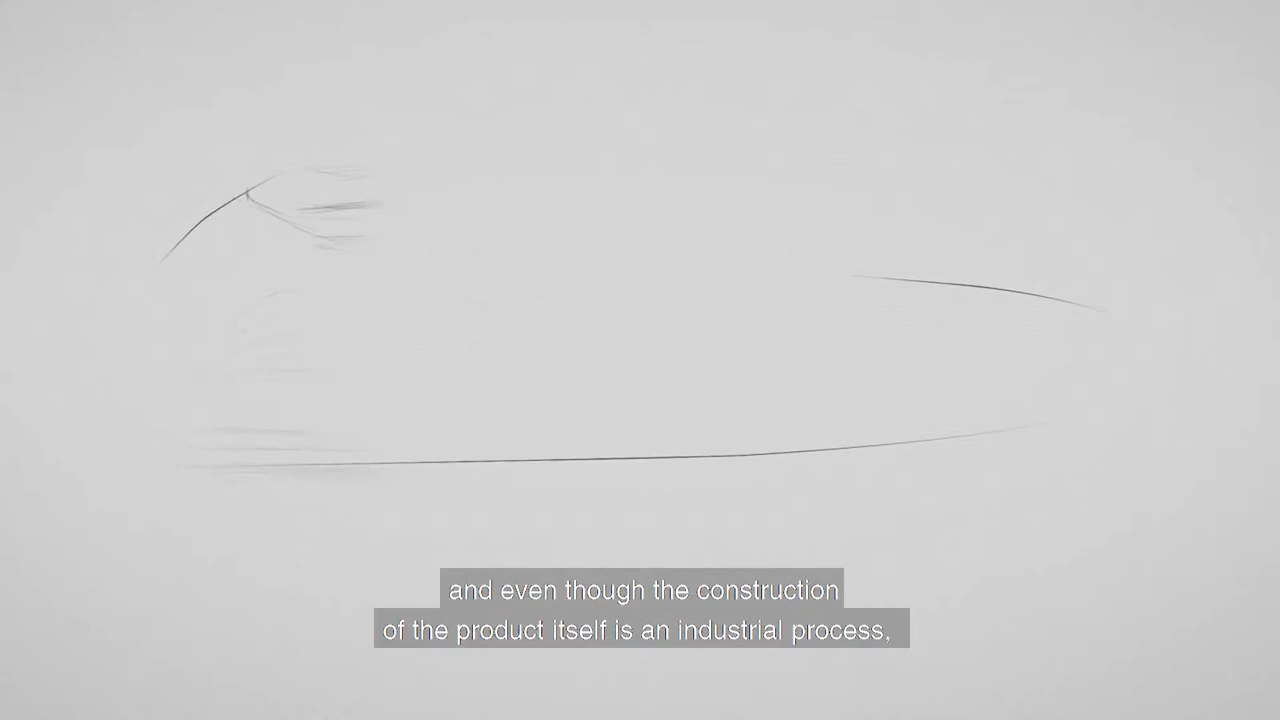 and even though the construction
of the product itself is an industrial process,